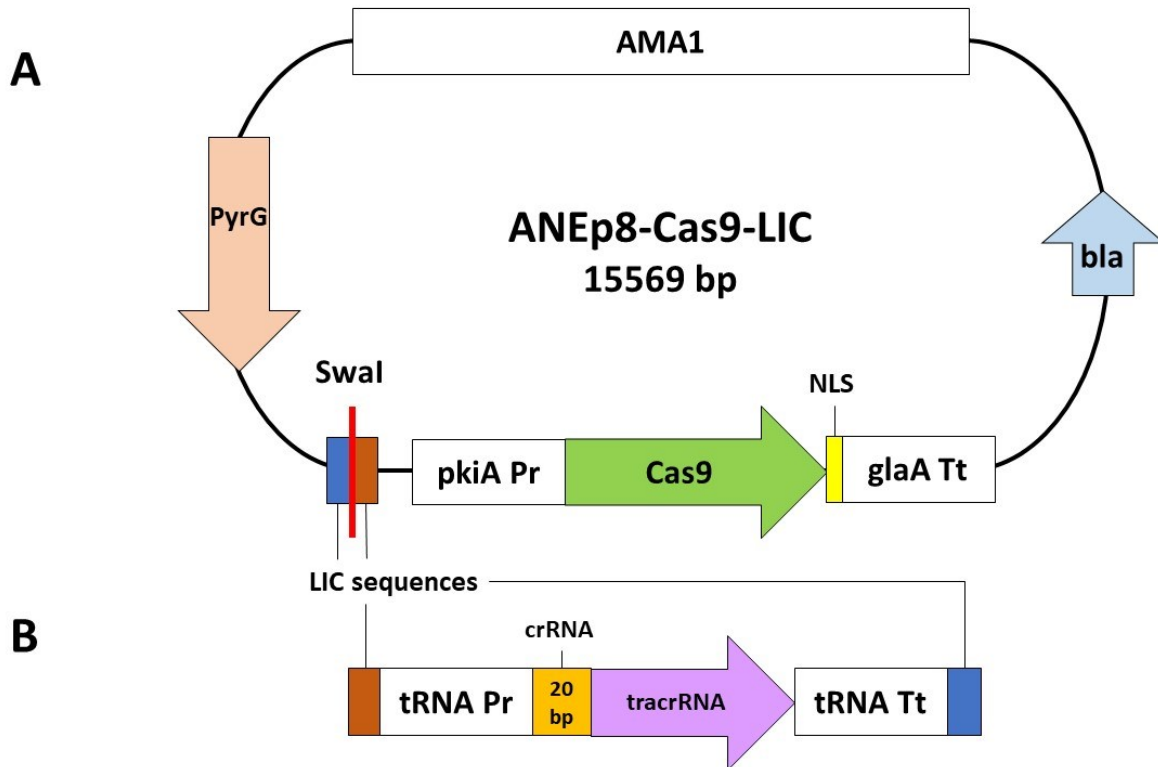 A
AMA1
PyrG
ANEp8-Cas9-LIC
15569 bp
bla
SwaI
NLS
pkiA Pr
Cas9
glaA Tt
LIC sequences
B
crRNA
tRNA Pr
20
bp
tracrRNA
tRNA Tt